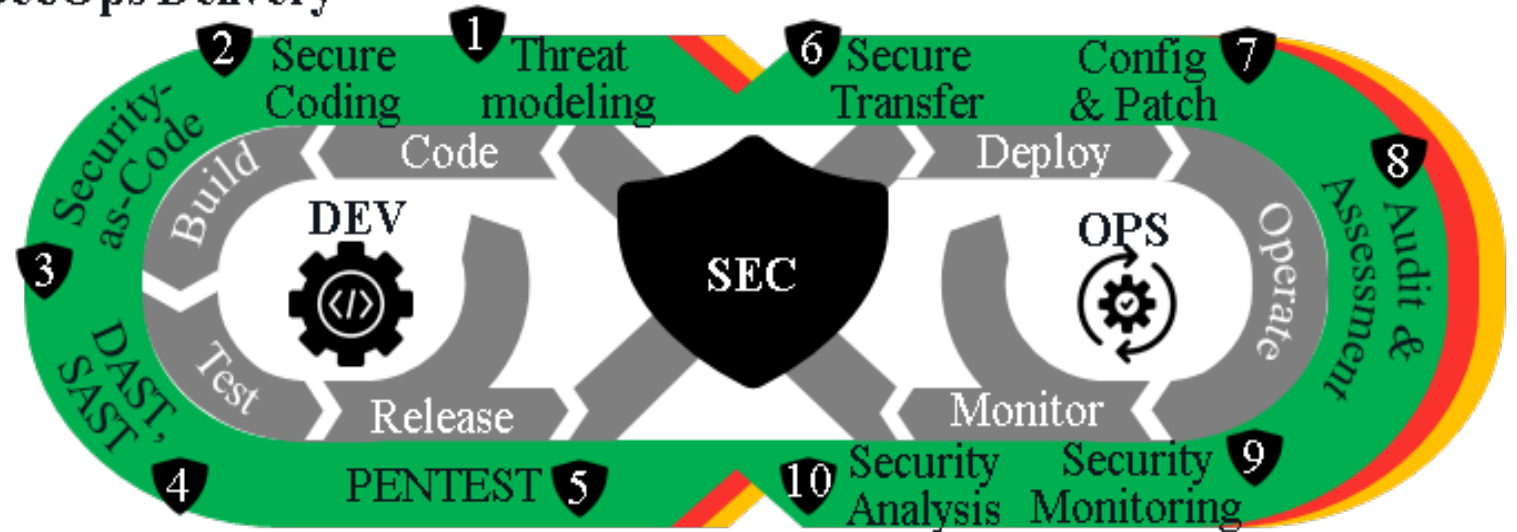 Delivery
1
Threat
modeling
2
Secure
Coding
3
Security-
as-Code
4
DAST,
SAST
5
PENTEST
6
Secure
Transfer
7
Config
& Patch
8
Audit &
Assessment
9
Security
Monitoring
10
Security
Analysis
Code
Build
Test
Release
DEV
SEC
OPS
Deploy
Operate
Monitor